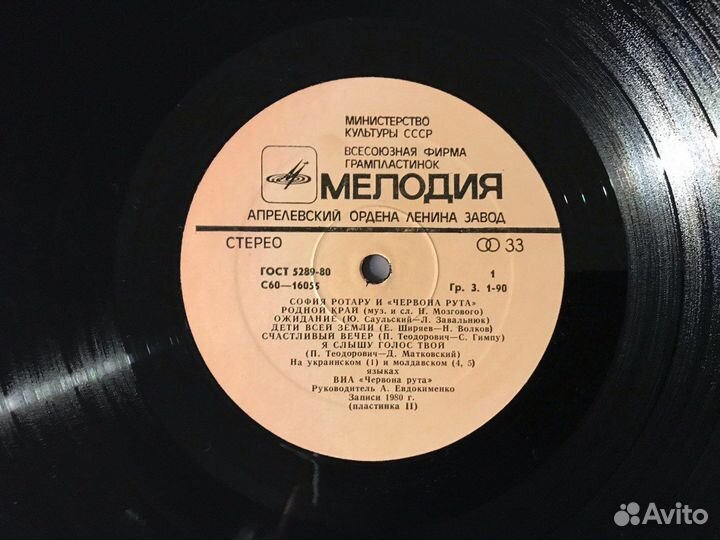 МИНИСТЕРСТВО
КУЛЬТУРЫ СССР
ВСЕСОЮЗНАЯ ФИРМА
ГРАМПЛАСТИНОК
МЕЛОДИЯ
АПРЕЛЕВСКИЙ ОРДЕНА ЛЕНИНА ЗАВОД
СТЕРЕО 33
ГОСТ 5289-80 1
С60—16055 Гр. 3. 1-90
СОФИЯ РОТАРУ И «ЧЕРВОНА РУТА»
РОДНОЙ КРАЙ (муз. и сл. Н. Мозгового)
ОЖИДАНИЕ (Ю. Саульский—Л. Завальнюк)
ДЕТИ ВСЕЙ ЗЕМЛИ (Е. Ширяев—Н. Волков)
СЧАСТЛИВЫЙ ВЕЧЕР (П. Теодорович—С. Гимпу)
Я СЛЫШУ ГОЛОС ТВОЙ
(П. Теодорович—Д. Матковский)
На украинском (1) и молдавском (4, 5)
языках
ВИА «Червона рута»
Руководитель А. Евдокименко
Записи 1980 г.
(пластинка II)
Avito